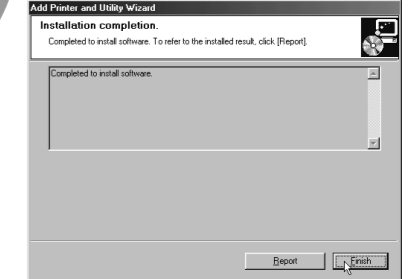 Add Printer and Utility Wizard
Installation completion.
Completed to install software. To refer to the installed result, click [Report].
Completed to install software.
Report
Finish